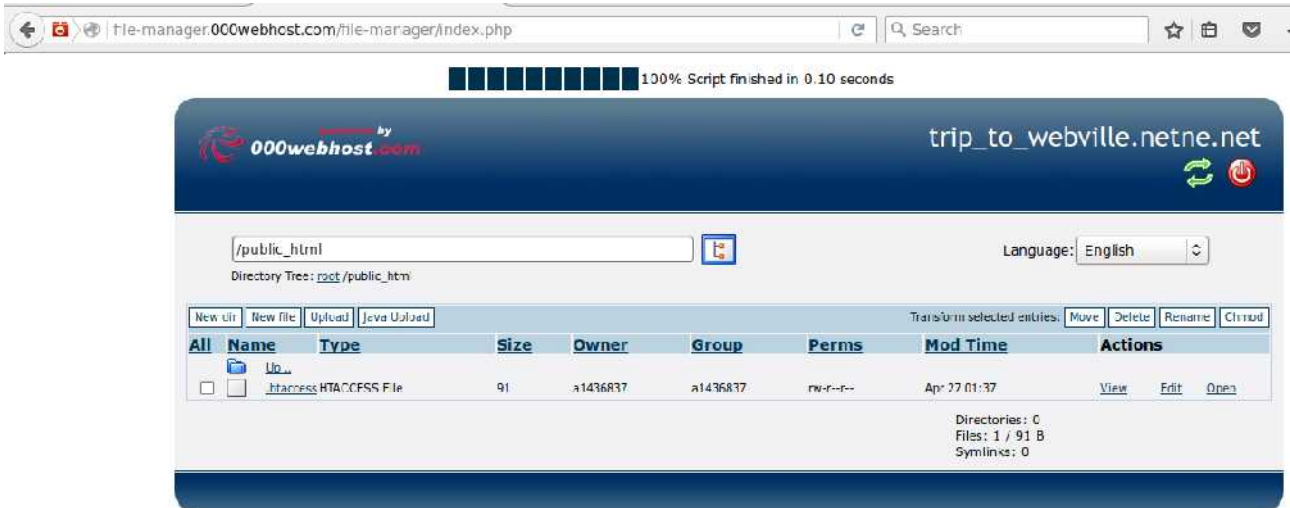 file-manager.000webhost.com/file-manager/index.php
Search
100% Script finished in 0.10 seconds
by
000webhost.com
trip_to_webville.netne.net
/public_html
Language: English
Directory Tree: root /public_html
New dir New file Upload Java Upload Transform selected entries: Move Delete Rename Chmod
All Name Type Size Owner Group Perms Mod Time Actions
Up ..
.htaccess HTACCESS File 91 a1436837 a1436837 rw-r--r-- Apr 27 01:37 View Edit Open
Directories: 0
Files: 1 / 91 B
Symlinks: 0